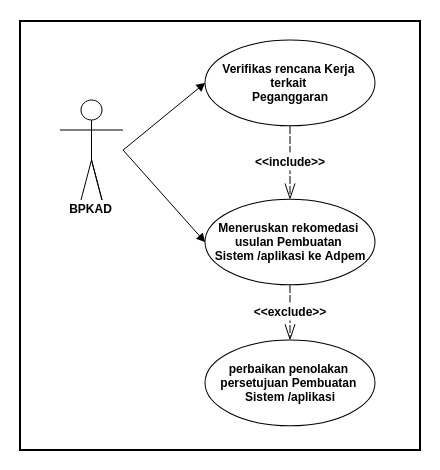 Verifikas rencana Kerja
terkait
Peganggaran
<<include>>
BPKAD
Meneruskan rekomedasi
usulan Pembuatan
Sistem /aplikasi ke Adpem
<<exclude>>
perbaikan penolakan
persetujuan Pembuatan
Sistem /aplikasi